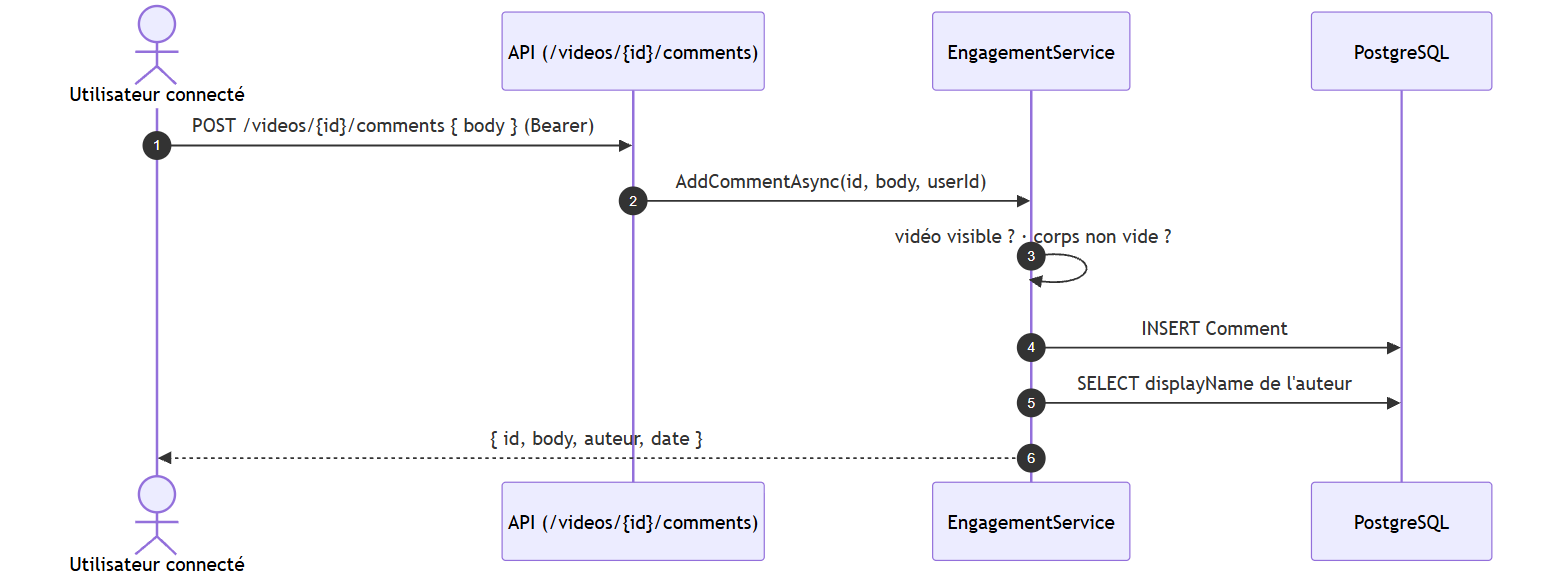 API (/videos/{id}/comments)
EngagementService
PostgreSQL
Utilisateur connecté
POST /videos/{id}/comments { body } (Bearer)
1
AddCommentAsync(id, body, userId)
2
vidéo visible ? · corps non vide ?
3
INSERT Comment
4
SELECT displayName de l'auteur
5
{ id, body, auteur, date }
6
API (/videos/{id}/comments)
EngagementService
PostgreSQL
Utilisateur connecté